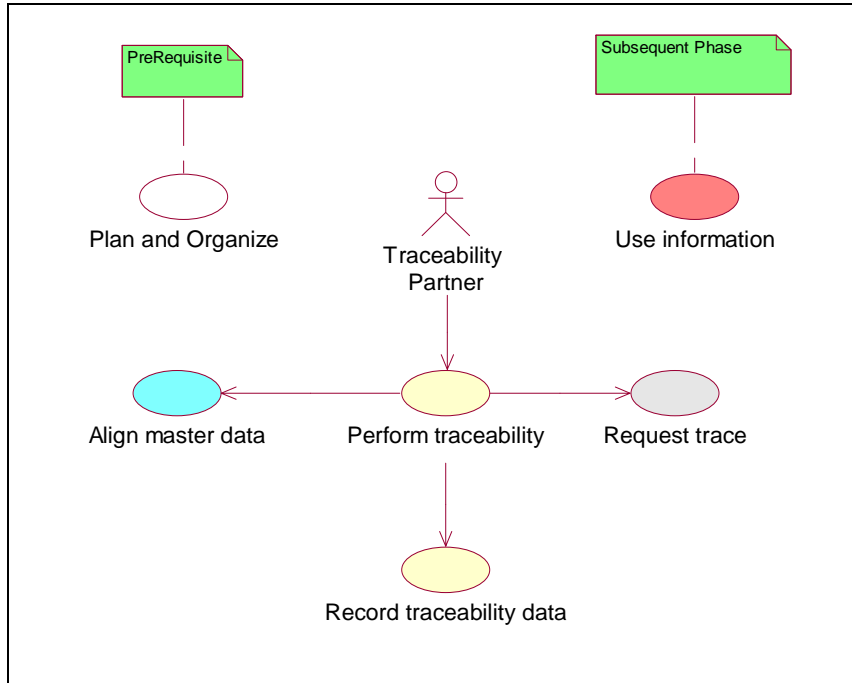 PreRequisite
Subsequent Phase
Plan and Organize
Use information
Traceability
Partner
Align master data
Perform traceability
Request trace
Record traceability data